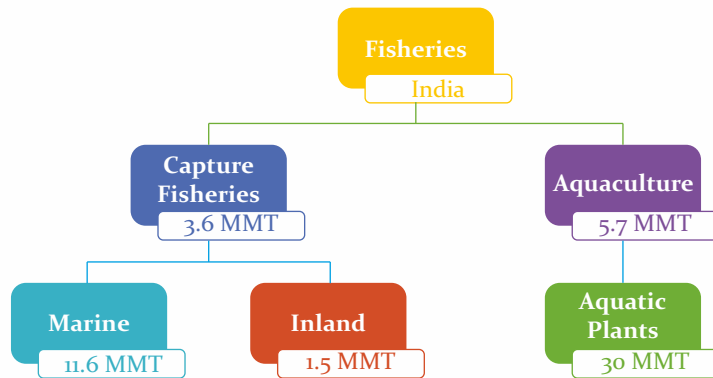 Fisheries
India
Capture
Fisheries
3.6 MMT
Aquaculture
5.7 MMT
Marine
11.6 MMT
Inland
1.5 MMT
Aquatic
Plants
30 MMT